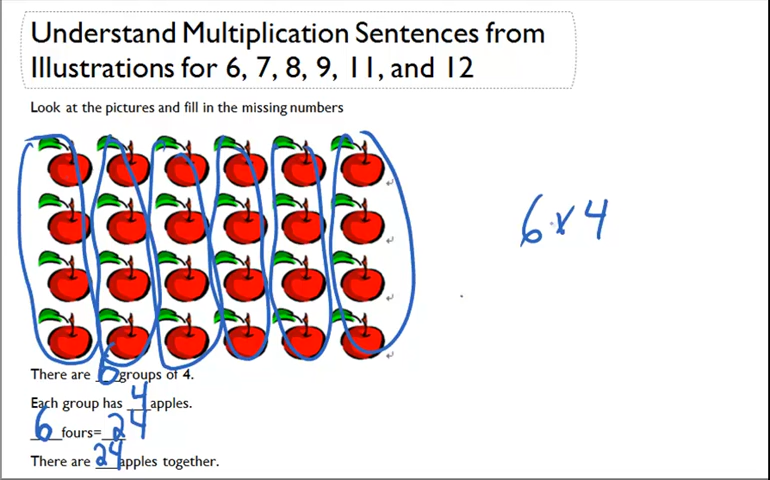 Understand Multiplication Sentences from
Illustrations for 6, 7, 8, 9, 11, and 12
Look at the pictures and fill in the missing numbers
6 x 4
There are 6 groups of 4.
Each group has 4 apples.
6 fours= 24
There are 24 apples together.